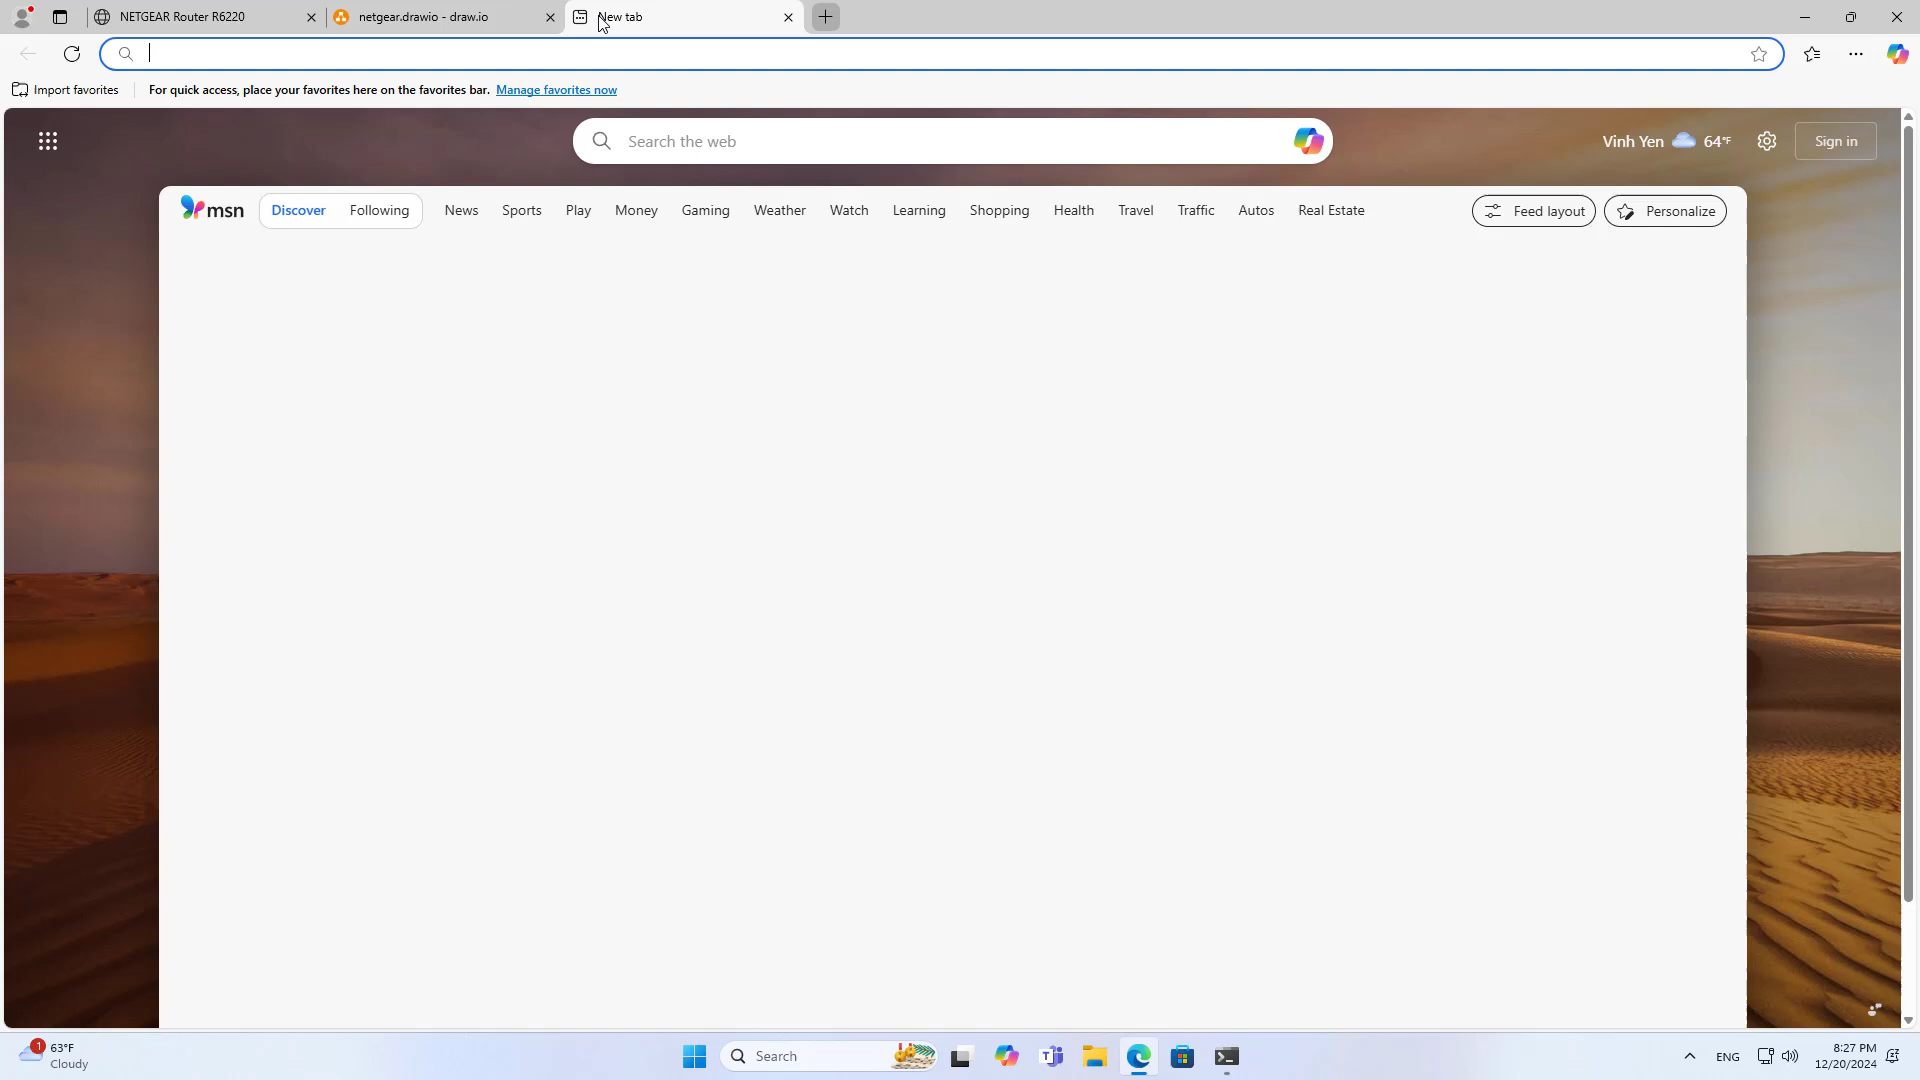 NETGEAR Router R6220
netgear.drawio - draw.io
New tab
Import favorites
For quick access, place your favorites here on the favorites bar. Manage favorites now
Search the web
Vinh Yen 64°F
Sign in
msn
Discover Following News Sports Play Money Gaming Weather Watch Learning Shopping Health Travel Traffic Autos Real Estate
Feed layout
Personalize
1
63°F
Cloudy
Search
ENG
8:27 PM
12/20/2024